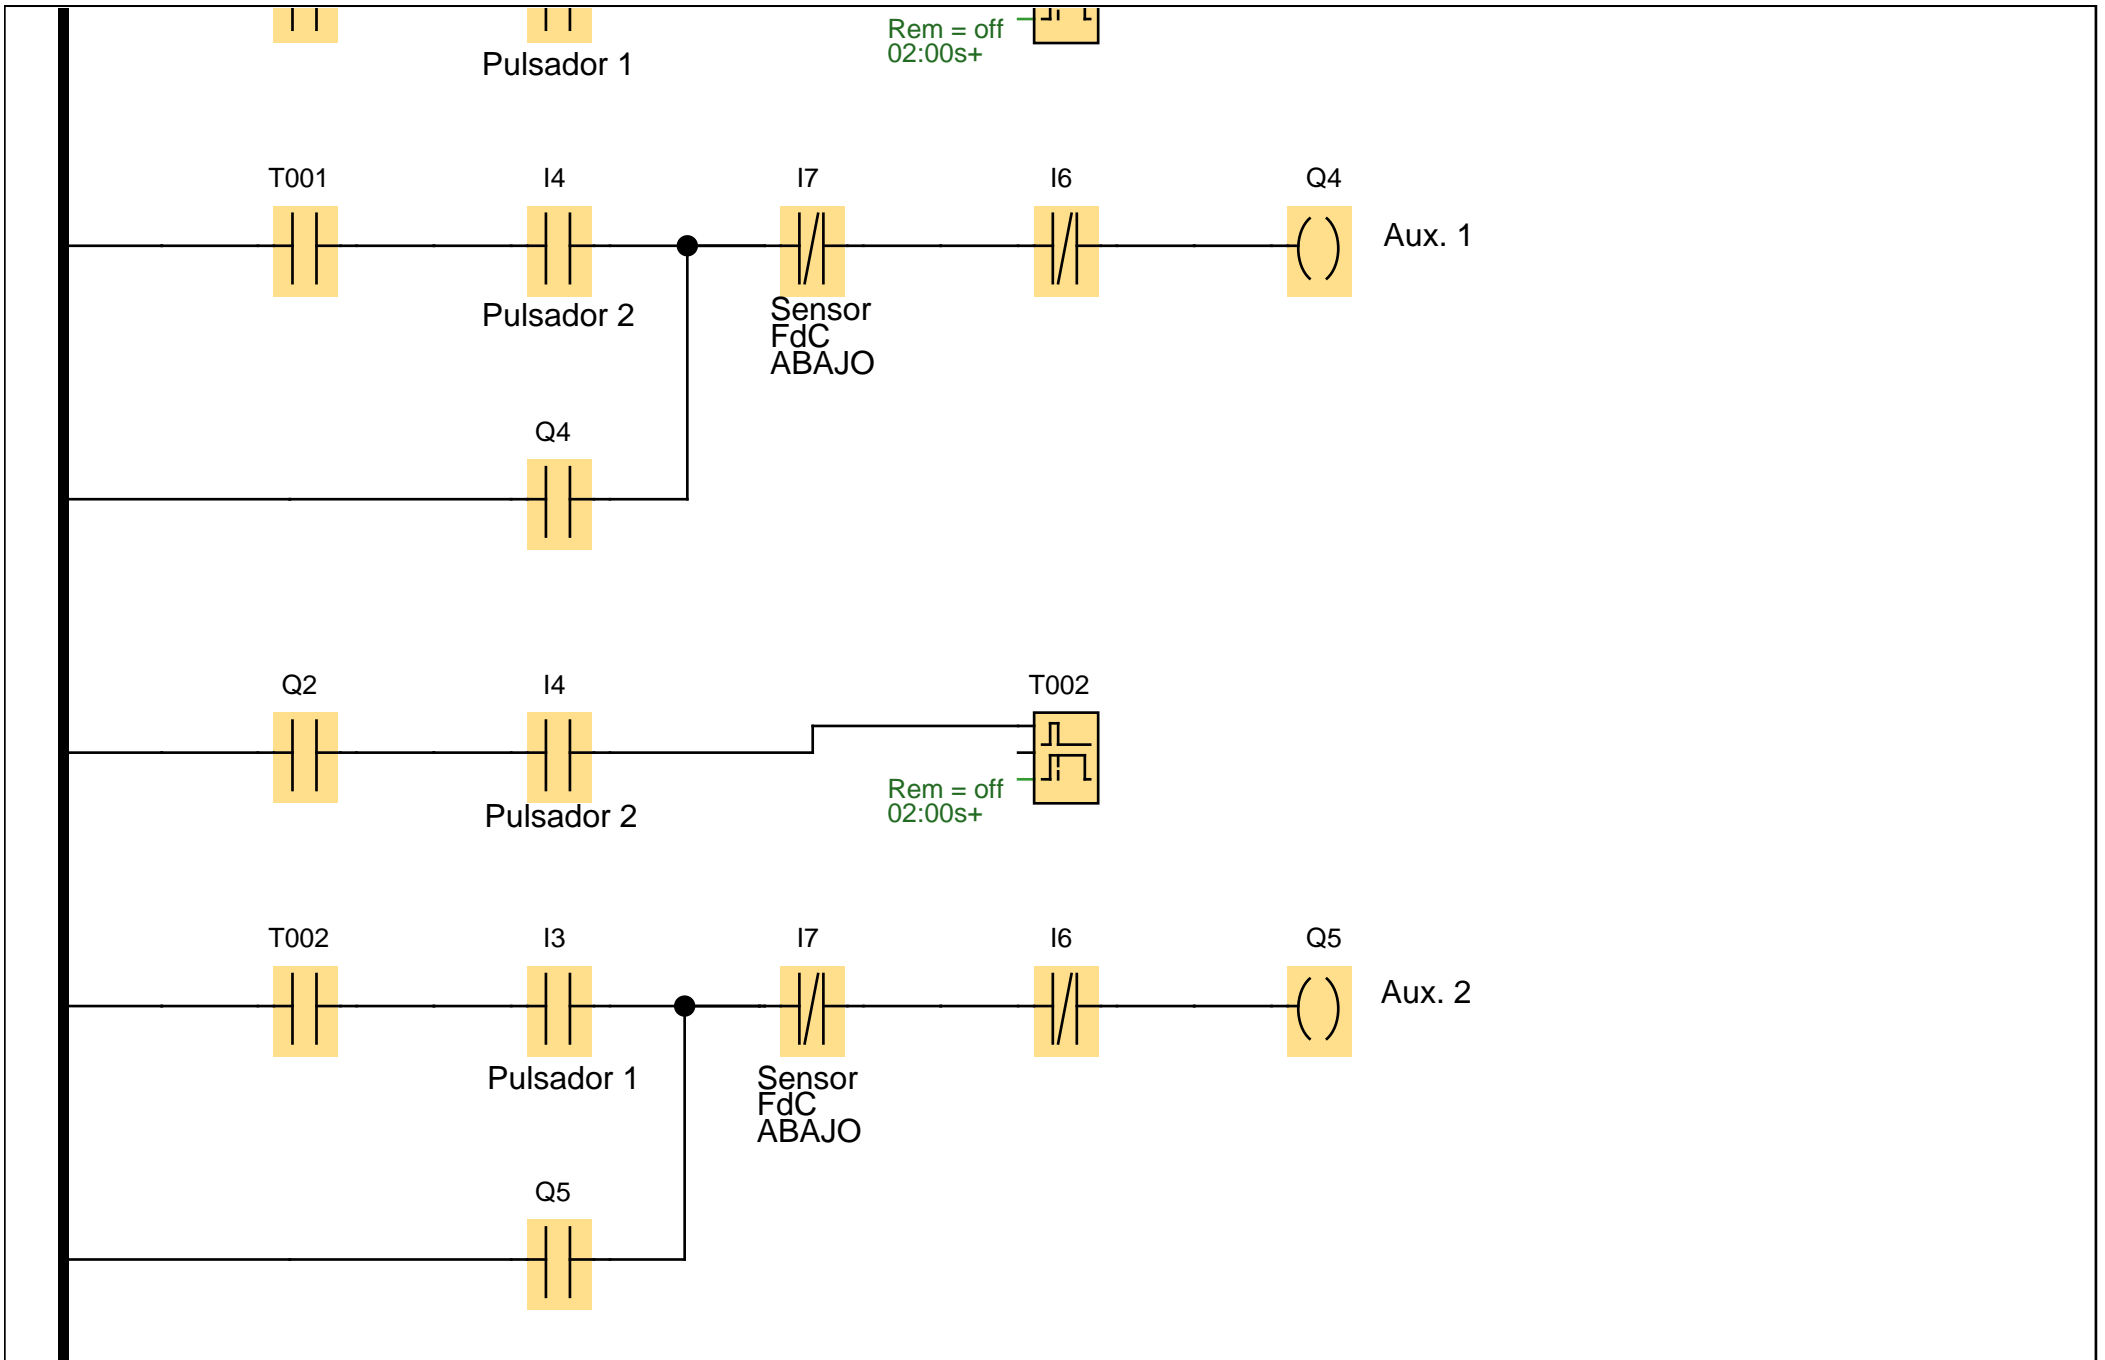 Rem = off
02:00s+
Pulsador 1
T001
I4
I7
I6
Q4
Aux. 1
Pulsador 2
Sensor
FdC
ABAJO
Q4
Q2
I4
T002
Rem = off
02:00s+
Pulsador 2
T002
I3
I7
I6
Q5
Aux. 2
Pulsador 1
Sensor
FdC
ABAJO
Q5